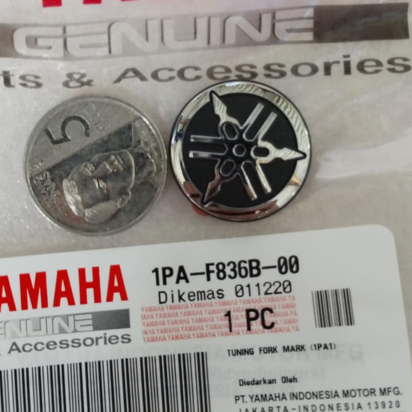 GENUINE
ts & Accessories
5
YAMAHA
1PA-F836B-00
Dikemas 011220
1 PC
GENUINE
& Accessories
TUNING FORK MARK (1PA1)
Diedarkan Oleh
PT. YAMAHA INDONESIA MOTOR MFG.
JAKARTA-INDONESIA 13920